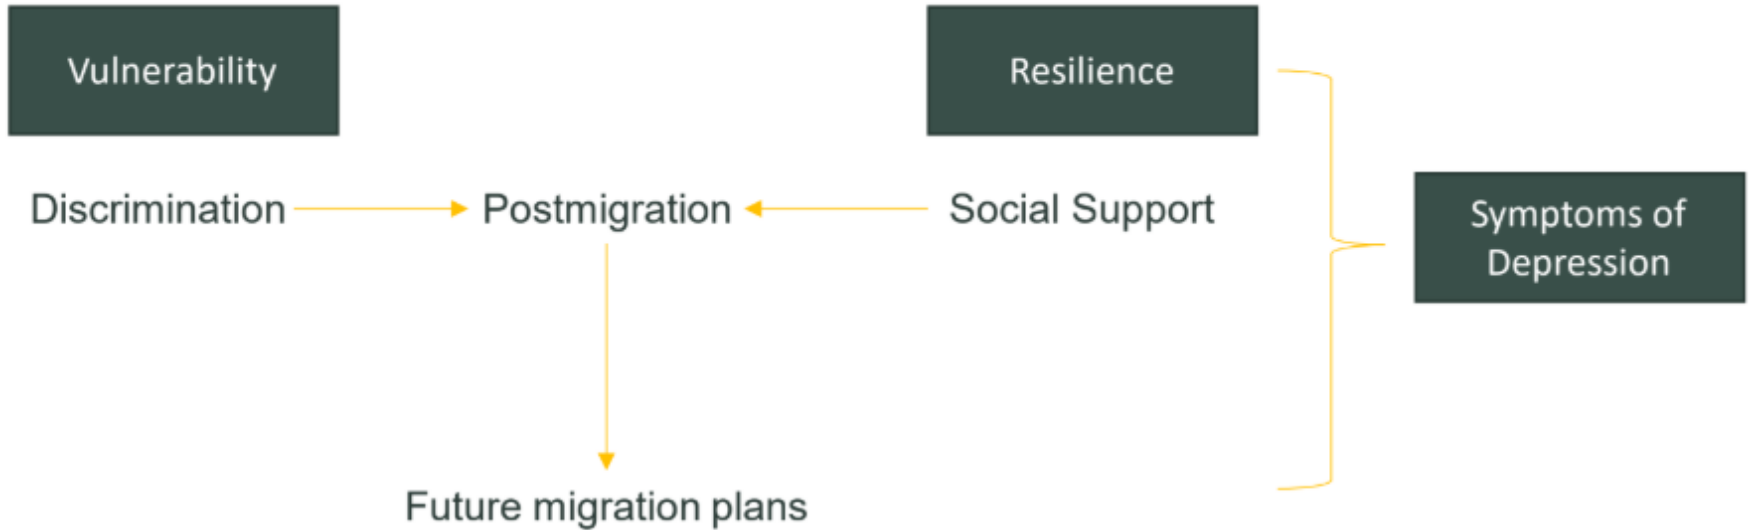 Vulnerability
Resilience
Discrimination
Postmigration
Social Support
Symptoms of
Depression
Future migration plans